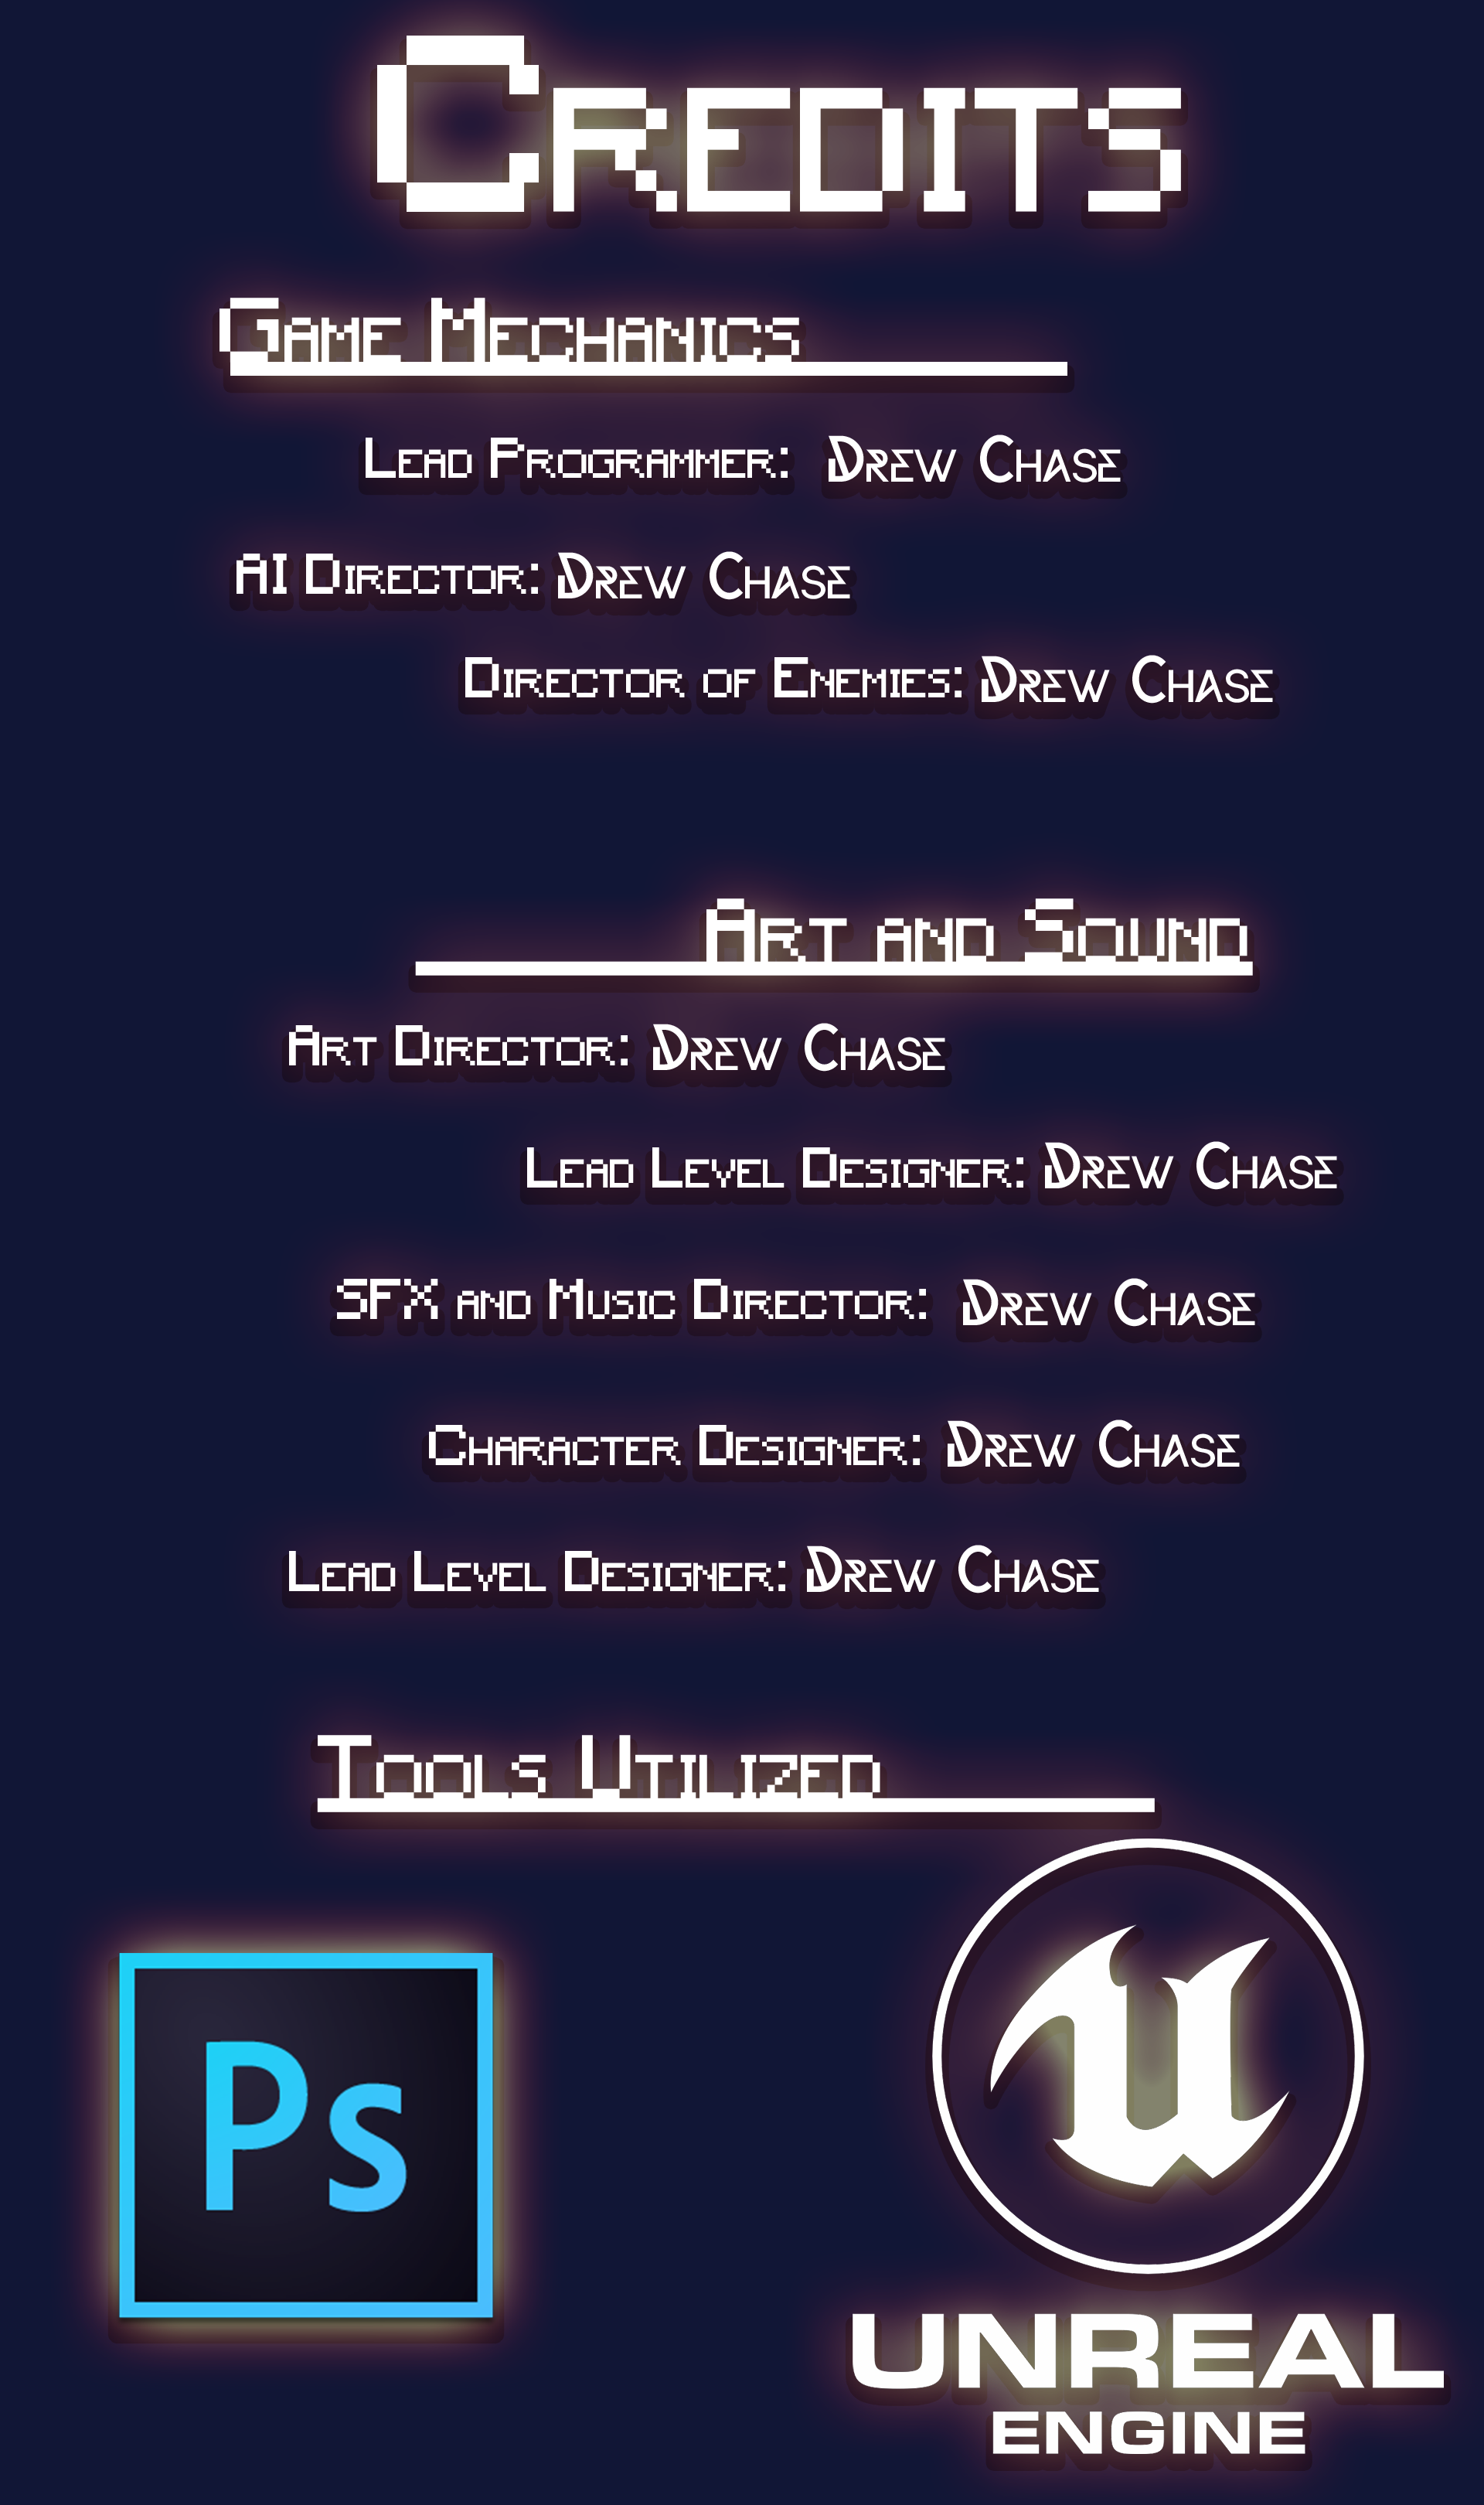 Credits
Game Mechanics
Lead Programmer: Drew Chase
AI Director: Drew Chase
Director of Enemies: Drew Chase
Art and Sound
Art Director: Drew Chase
Lead Level Designer: Drew Chase
SFX and Music Director: Drew Chase
Character Designer: Drew Chase
Lead Level Designer: Drew Chase
Tools Utilized
Ps
UNREAL
ENGINE